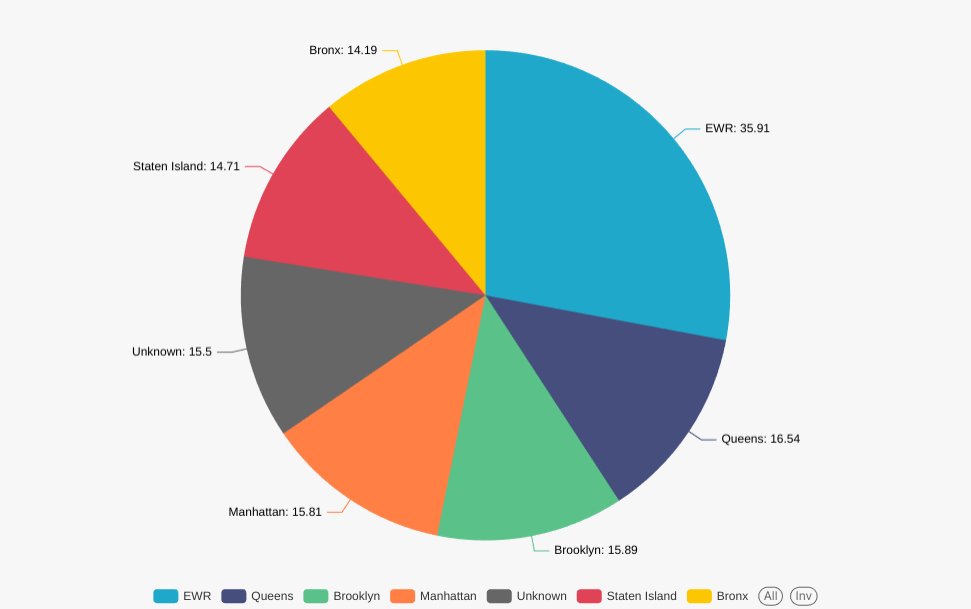 Bronx: 14.19
EWR: 35.91
Staten Island: 14.71
Unknown: 15.5
Queens: 16.54
Manhattan: 15.81
Brooklyn: 15.89
EWR Queens Brooklyn Manhattan Unknown Staten Island Bronx All Inv